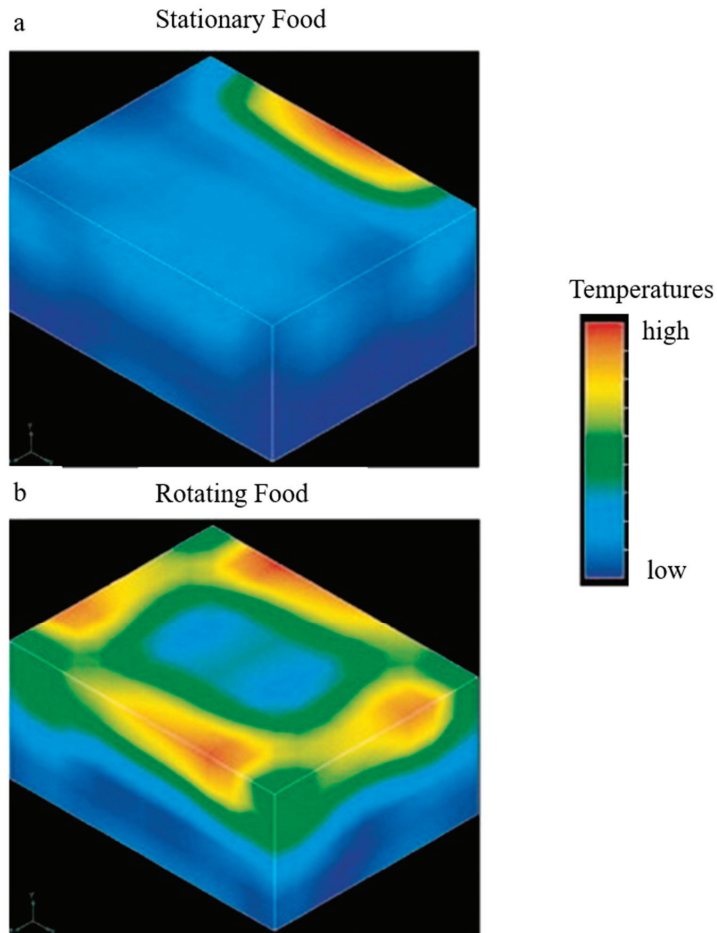 a
Stationary Food
Temperatures
high
low
b
Rotating Food